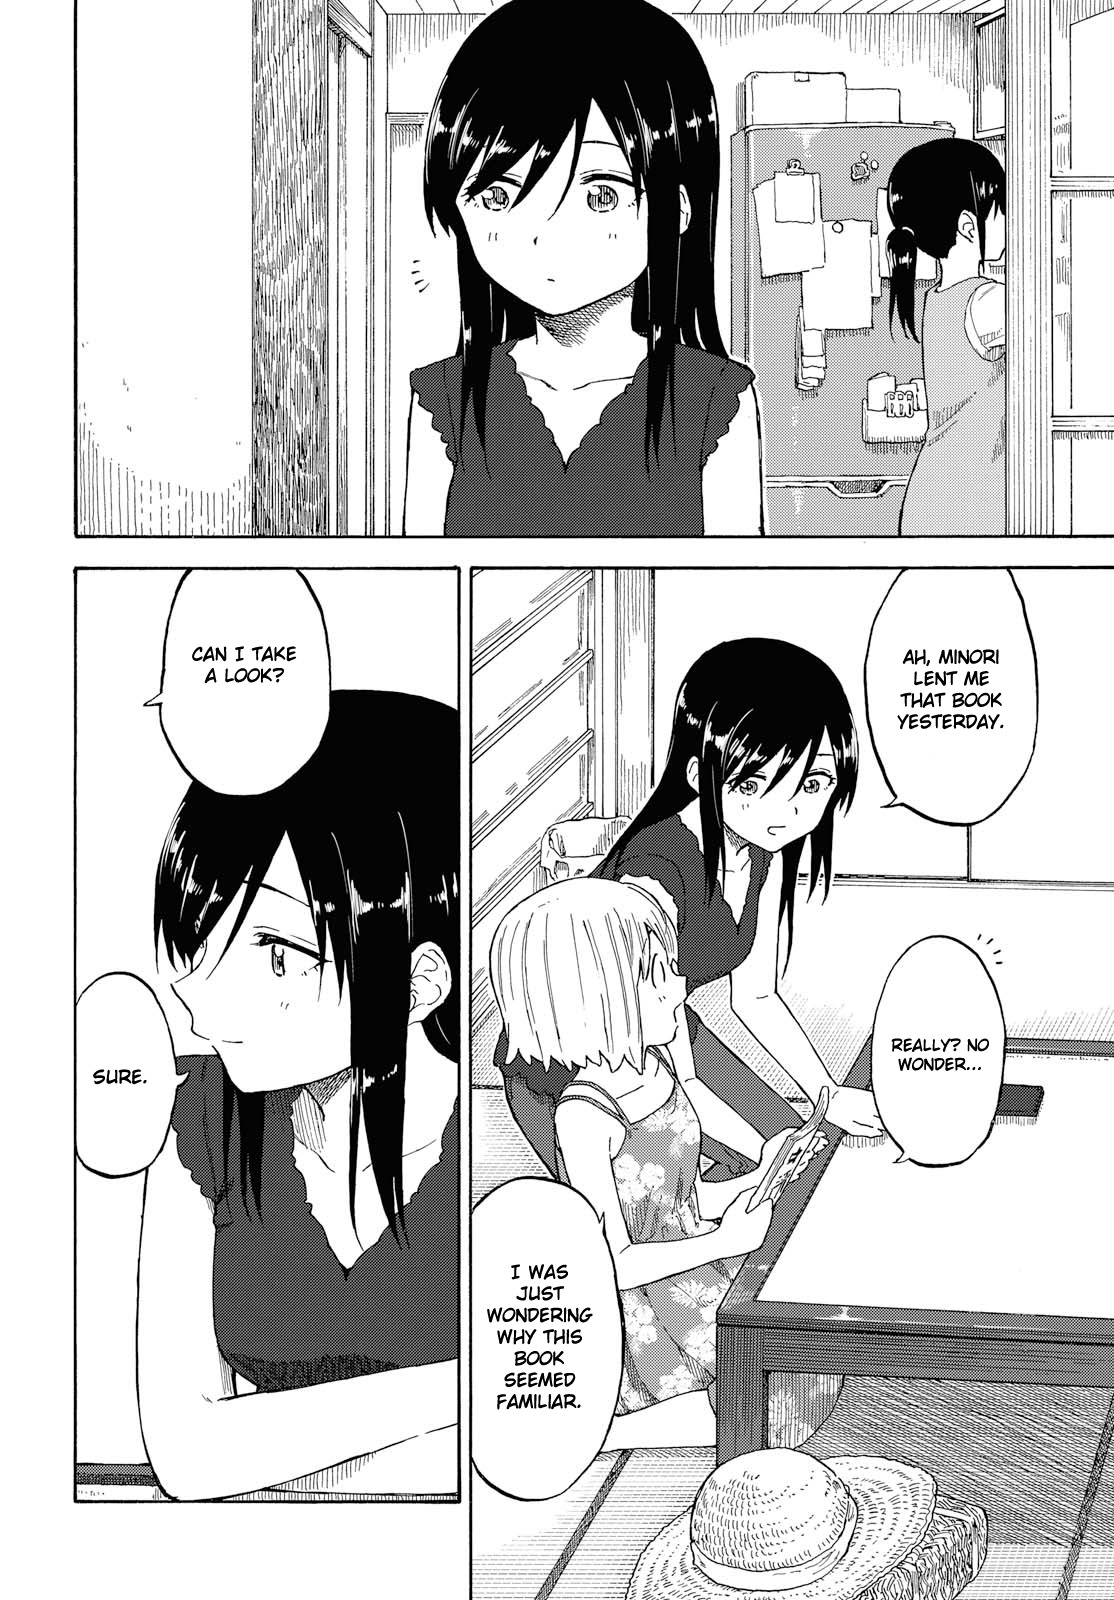 AH, MINORI
LENT ME
THAT BOOK
YESTERDAY.
REALLY? NO
WONDER...
I WAS
JUST
WONDERING
WHY THIS
BOOK
SEEMED
FAMILIAR.
CAN I TAKE
A LOOK?
SURE.